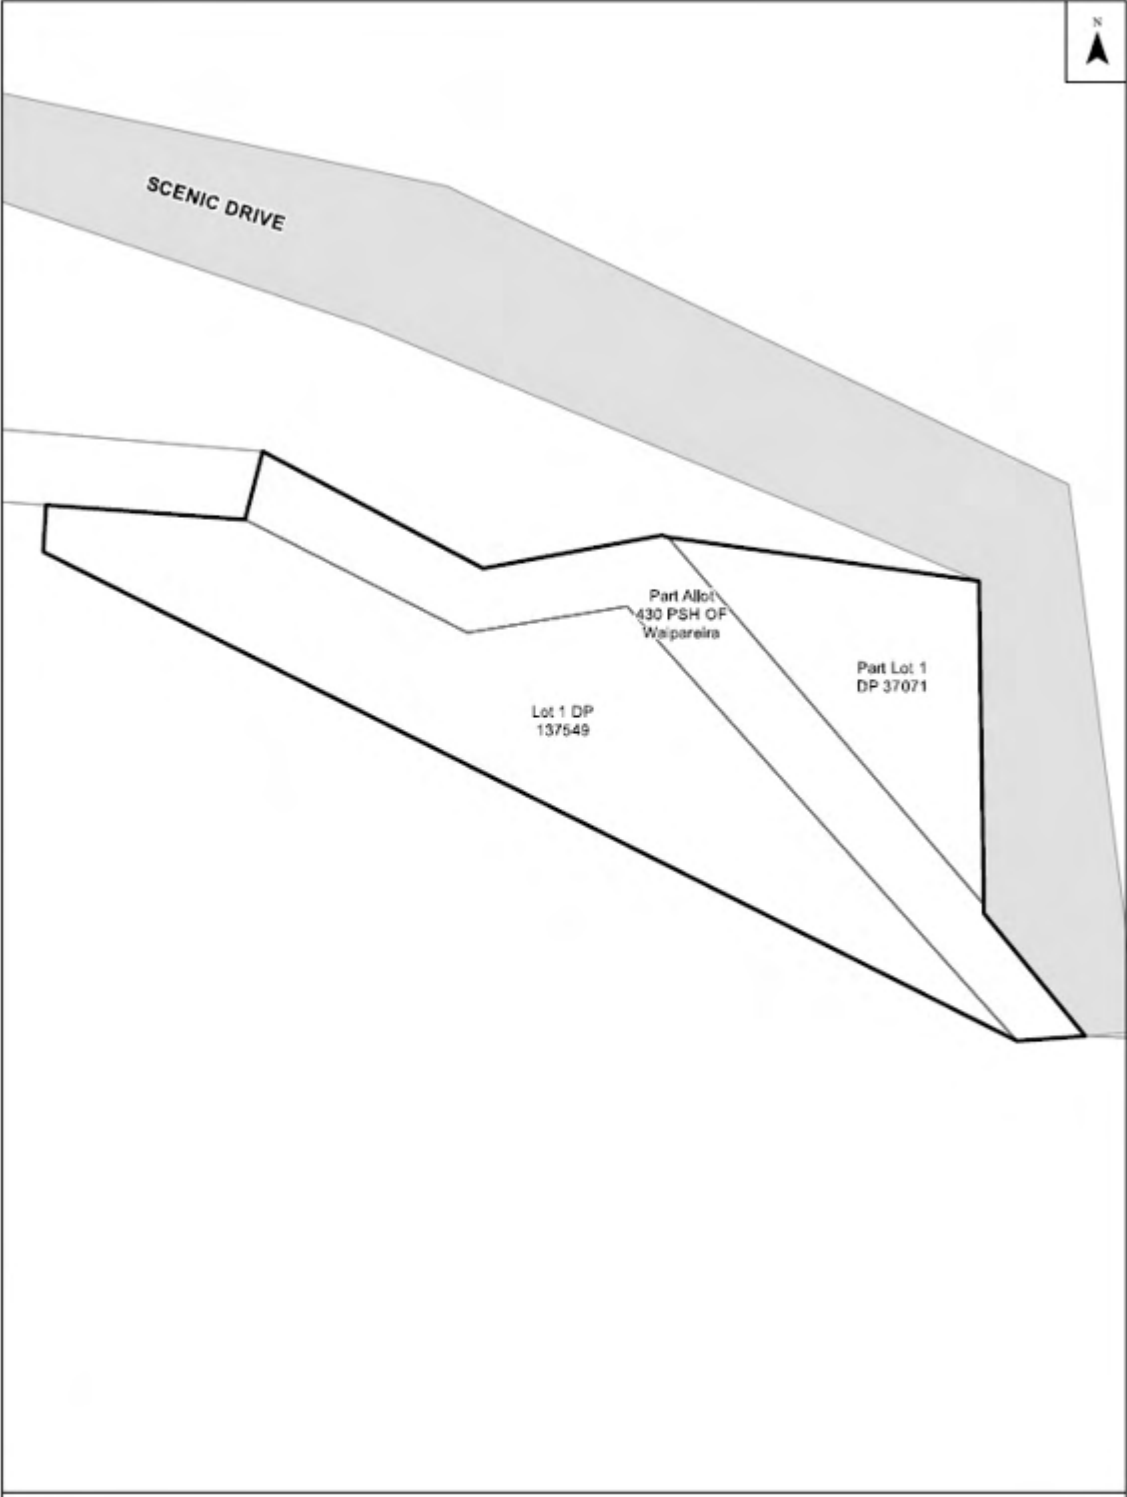 N
SCENIC DRIVE
Part Allot
430 PSH OF
Waipareira
Part Lot 1
DP 37071
Lot 1 DP
137549